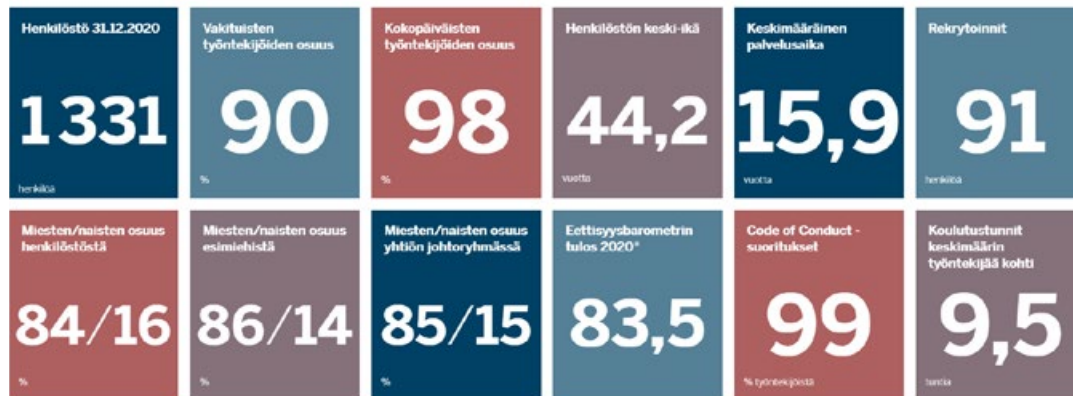 Henkilöstö 31.12.2020
1 331
henkilöä
Vakituisten
työntekijöiden osuus
90
%
Kokopäiväisten
työntekijöiden osuus
98
%
Henkilöstön keski-ikä
44,2
vuotta
Keskimääräinen
palvelusaika
15,9
vuotta
Rekrytoinnit
91
henkilöä
Miesten/naisten osuus
henkilöstöstä
84/16
%
Miesten/naisten osuus
esimiehistä
86/14
%
Miesten/naisten osuus
yhtiön johtoryhmässä
85/15
%
Eettisyysbarometrin
tulos 2020*
83,5
Code of Conduct -
suoritukset
99
% työntekijöistä
Koulutustunnit
keskimäärin
työntekijää kohti
9,5
tuntia